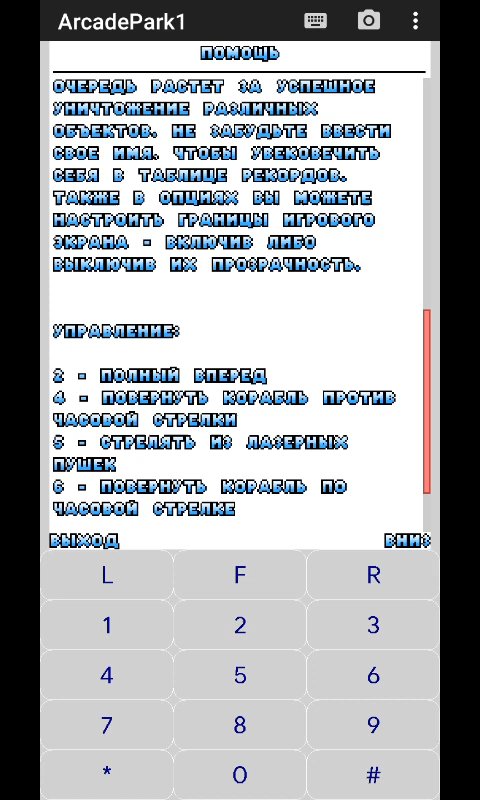 ArcadePark1
ПОМОЩЬ
ОЧЕРЕДЬ РАСТЕТ ЗА УСПЕШНОЕ
УНИЧТОЖЕНИЕ РАЗЛИЧНЫХ
ОБЪЕКТОВ. НЕ ЗАБУДЬТЕ ВВЕСТИ
СВОЕ ИМЯ. ЧТОБЫ УВЕКОВЕЧИТЬ
СЕБЯ В ТАБЛИЦЕ РЕКОРДОВ.
ТАКЖЕ В ОПЦИЯХ ВЫ МОЖЕТЕ
НАСТРОИТЬ ГРАНИЦЫ ИГРОВОГО
ЭКРАНА - ВКЛЮЧИВ ЛИБО
ВЫКЛЮЧИВ ИХ ПРОЗРАЧНОСТЬ.
УПРАВЛЕНИЕ:
2 - ПОЛНЫЙ ВПЕРЕД
4 - ПОВЕРНУТЬ КОРАБЛЬ ПРОТИВ
ЧАСОВОЙ СТРЕЛКИ
5 - СТРЕЛЯТЬ ИЗ ЛАЗЕРНЫХ
ПУШЕК
6 - ПОВЕРНУТЬ КОРАБЛЬ ПО
ЧАСОВОЙ СТРЕЛКЕ
ВЫХОД ВНИЗ
L F R
1 2 3
4 5 6
7 8 9
* 0 #